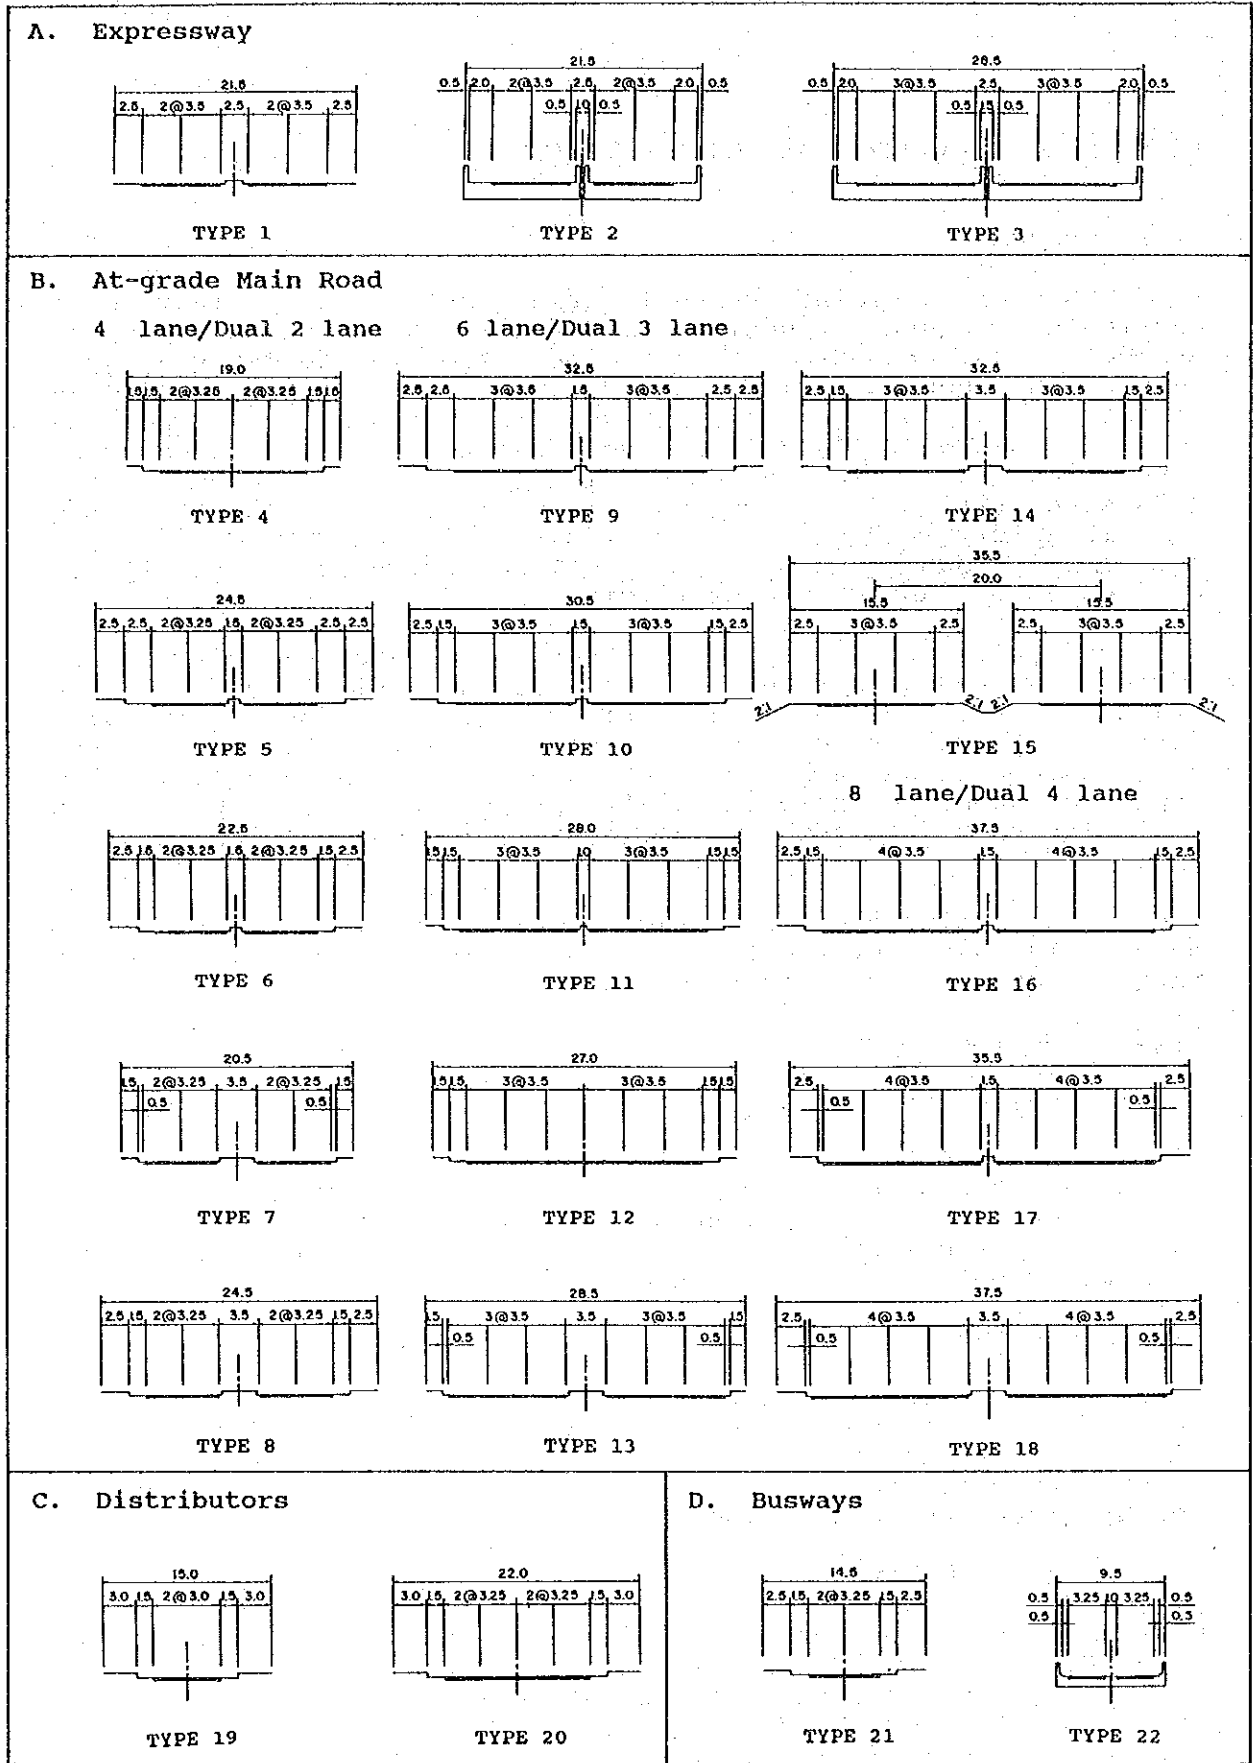 A. Expressway
21.5
2.5 2@3.5 2.5 2@3.5 2.5
TYPE 1
21.5
0.5 2.0 2@3.5 2.5 2@3.5 2.0 0.5
0.5 1.0 0.5
TYPE 2
28.5
0.5 2.0 3@3.5 2.5 3@3.5 2.0 0.5
0.5 1.5 0.5
TYPE 3
B. At-grade Main Road
4 lane/Dual 2 lane
6 lane/Dual 3 lane
19.0
1.5 1.5 2@3.25 2@3.25 1.5 1.5
TYPE 4
32.5
2.5 2.5 3@3.5 1.5 3@3.5 2.5 2.5
TYPE 9
32.5
2.5 1.5 3@3.5 3.5 3@3.5 1.5 2.5
TYPE 14
24.5
2.5 2.5 2@3.25 1.5 2@3.25 2.5 2.5
TYPE 5
30.5
2.5 1.5 3@3.5 1.5 3@3.5 1.5 2.5
TYPE 10
35.5
20.0
15.5 15.5
2.5 3@3.5 2.5 2.5 3@3.5 2.5
2:1 2:1 2:1 2:1
TYPE 15
8 lane/Dual 4 lane
22.5
2.5 1.5 2@3.25 1.5 2@3.25 1.5 2.5
TYPE 6
28.0
1.5 1.5 3@3.5 1.0 3@3.5 1.5 1.5
TYPE 11
37.5
2.5 1.5 4@3.5 1.5 4@3.5 1.5 2.5
TYPE 16
20.5
1.5 2@3.25 3.5 2@3.25 1.5
0.5 0.5
TYPE 7
27.0
1.5 1.5 3@3.5 3@3.5 1.5 1.5
TYPE 12
35.5
2.5 4@3.5 1.5 4@3.5 2.5
0.5 0.5
TYPE 17
24.5
2.5 1.5 2@3.25 3.5 2@3.25 1.5 2.5
TYPE 8
28.5
1.5 3@3.5 3.5 3@3.5 1.5
0.5 0.5
TYPE 13
37.5
2.5 4@3.5 3.5 4@3.5 2.5
0.5 0.5
TYPE 18
C. Distributors
15.0
3.0 1.5 2@3.0 1.5 3.0
TYPE 19
22.0
3.0 1.5 2@3.25 2@3.25 1.5 3.0
TYPE 20
D. Busways
14.5
2.5 1.5 2@3.25 1.5 2.5
TYPE 21
9.5
0.5 3.25 1.0 3.25 0.5
0.5 0.5
TYPE 22